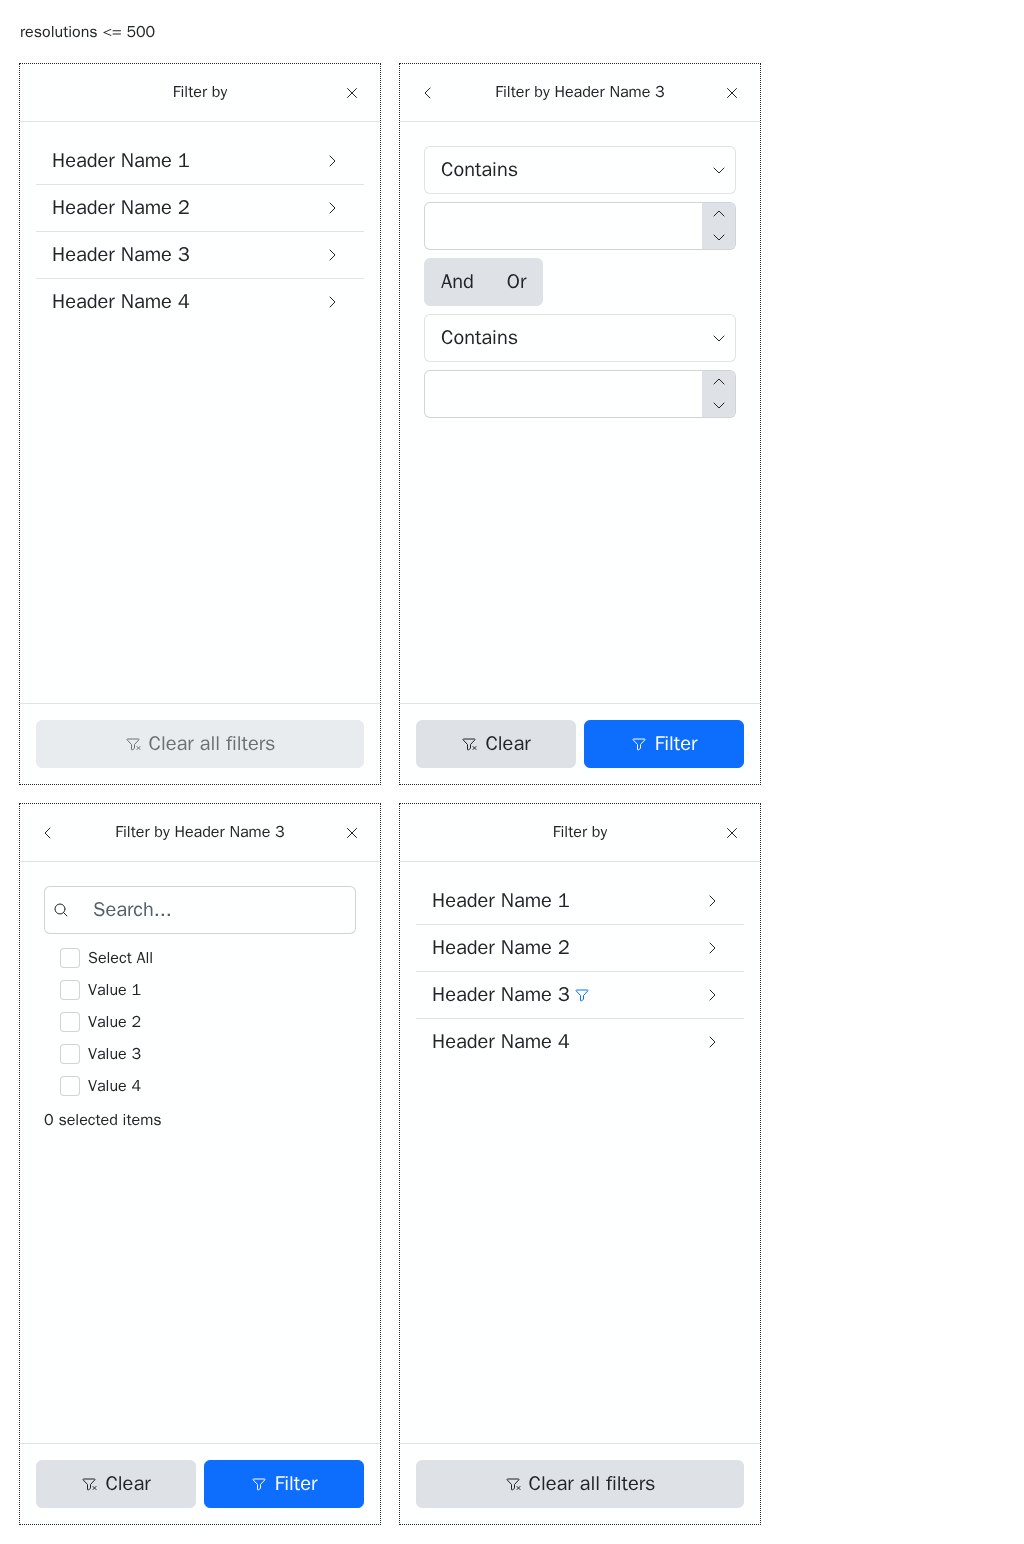 resolutions <= 500
Filter by
Header Name 1
Header Name 2
Header Name 3
Header Name 4
Clear all filters
Filter by Header Name 3
Contains
And Or
Contains
Clear
Filter
Filter by Header Name 3
Search...
Select All
Value 1
Value 2
Value 3
Value 4
0 selected items
Clear
Filter
Filter by
Header Name 1
Header Name 2
Header Name 3
Header Name 4
Clear all filters